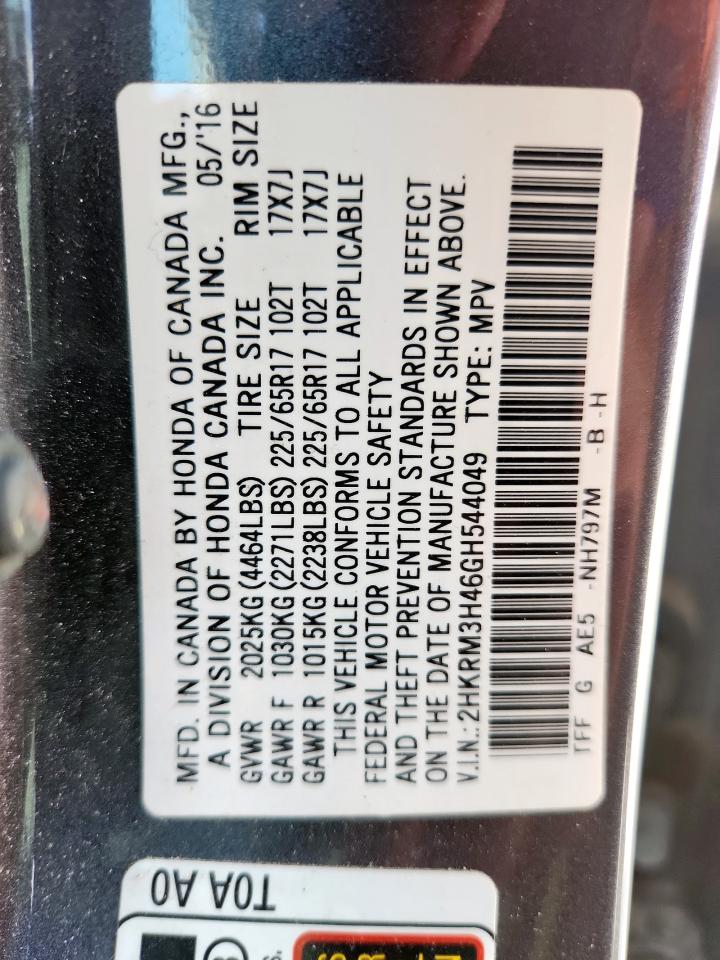 MFD. IN CANADA BY HONDA OF CANADA MFG.,
A DIVISION OF HONDA CANADA INC. 05/'16
GVWR 2025KG (4464LBS) TIRE SIZE RIM SIZE
GAWR F 1030KG (2271LBS) 225/65R17 102T 17X7J
GAWR R 1015KG (2238LBS) 225/65R17 102T 17X7J
THIS VEHICLE CONFORMS TO ALL APPLICABLE
FEDERAL MOTOR VEHICLE SAFETY
AND THEFT PREVENTION STANDARDS IN EFFECT
ON THE DATE OF MANUFACTURE SHOWN ABOVE.
V.I.N.: 2HKRM3H46GH544049 TYPE: MPV
TFF G AE5 -NH797M -B -H
T0A A0